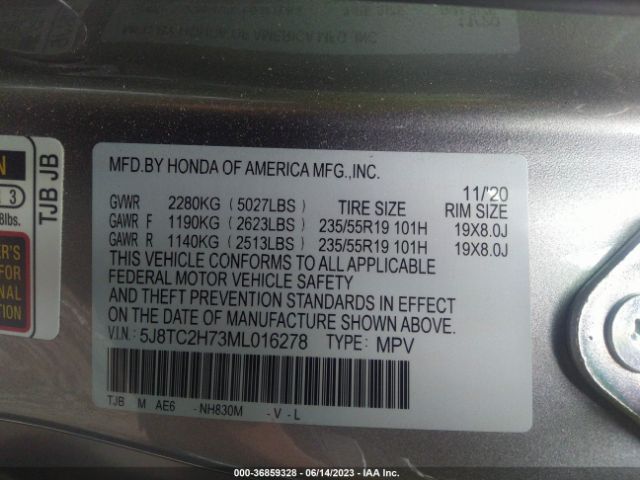 MFD.BY HONDA OF AMERICA MFG.,INC.
11/'20
GVWR 2280KG (5027LBS) TIRE SIZE RIM SIZE
GAWR F 1190KG (2623LBS) 235/55R19 101H 19X8.0J
GAWR R 1140KG (2513LBS) 235/55R19 101H 19X8.0J
THIS VEHICLE CONFORMS TO ALL APPLICABLE
FEDERAL MOTOR VEHICLE SAFETY
AND THEFT PREVENTION STANDARDS IN EFFECT
ON THE DATE OF MANUFACTURE SHOWN ABOVE.
V.I.N.: 5J8TC2H73ML016278 TYPE: MPV
TJB M AE6 -NH830M -V-L
TJB JB
3
lbs.
FOR
000-36859328 - 06/14/2023 - IAA Inc.